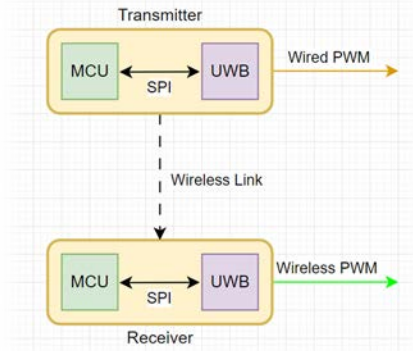 Transmitter
MCU
SPI
UWB
Wired PWM
Wireless Link
MCU
SPI
UWB
Wireless PWM
Receiver